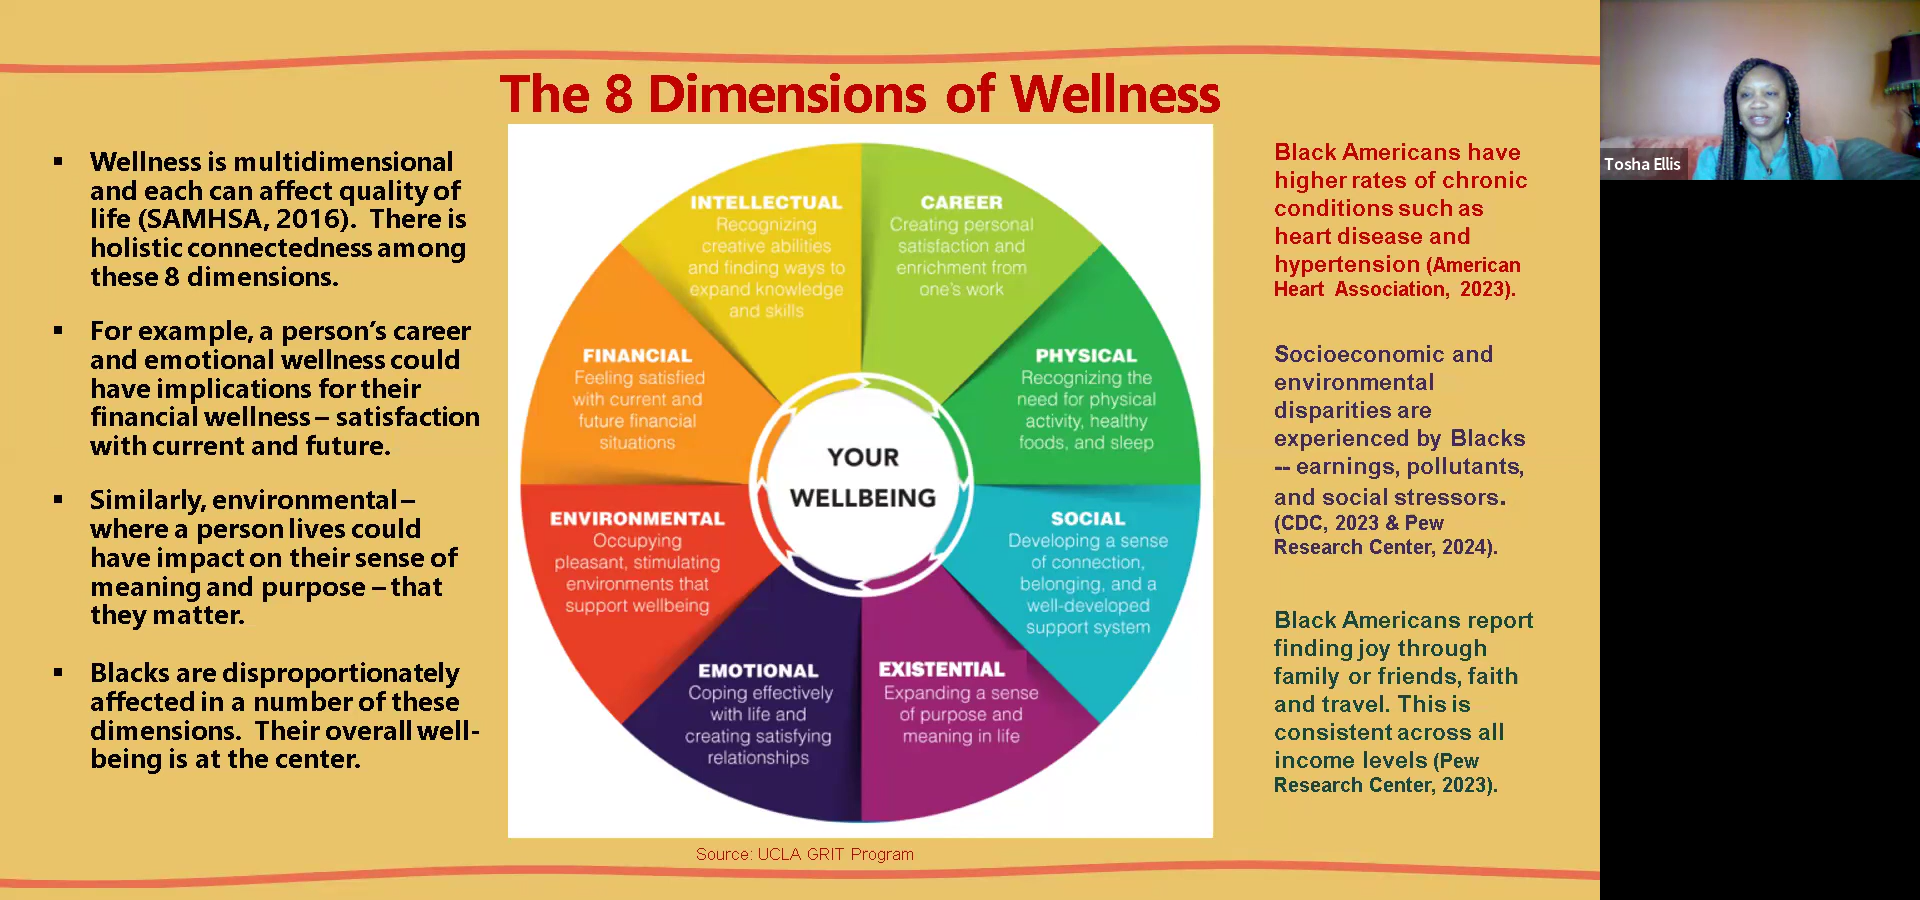 The 8 Dimensions of Wellness
▪ Wellness is multidimensional
and each can affect quality of
life (SAMHSA, 2016). There is
holistic connectedness among
these 8 dimensions.
▪ For example, a person's career
and emotional wellness could
have implications for their
financial wellness – satisfaction
with current and future.
▪ Similarly, environmental –
where a person lives could
have impact on their sense of
meaning and purpose – that
they matter.
▪ Blacks are disproportionately
affected in a number of these
dimensions. Their overall well-
being is at the center.
INTELLECTUAL
Recognizing
creative abilities
and finding ways to
expand knowledge
and skills
CAREER
Creating personal
satisfaction and
enrichment from
one's work
FINANCIAL
Feeling satisfied
with current and
future financial
situations
PHYSICAL
Recognizing the
need for physical
activity, healthy
foods, and sleep
YOUR
WELLBEING
ENVIRONMENTAL
Occupying
pleasant, stimulating
environments that
support wellbeing
SOCIAL
Developing a sense
of connection,
belonging, and a
well-developed
support system
EMOTIONAL
Coping effectively
with life and
creating satisfying
relationships
EXISTENTIAL
Expanding a sense
of purpose and
meaning in life
Source: UCLA GRIT Program
Black Americans have
higher rates of chronic
conditions such as
heart disease and
hypertension (American
Heart Association, 2023).
Socioeconomic and
environmental
disparities are
experienced by Blacks
-- earnings, pollutants,
and social stressors.
(CDC, 2023 & Pew
Research Center, 2024).
Black Americans report
finding joy through
family or friends, faith
and travel. This is
consistent across all
income levels (Pew
Research Center, 2023).
Tosha Ellis